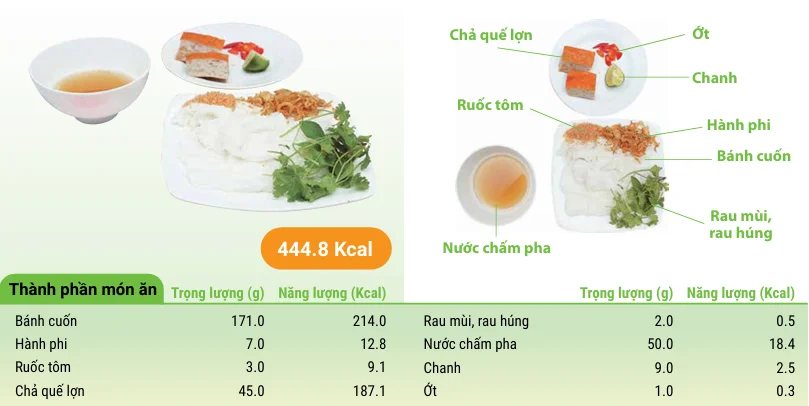 Chả quế lợn
Ớt
Chanh
Ruốc tôm
Hành phi
Bánh cuốn
Rau mùi,
rau húng
Nước chấm pha
444.8 Kcal
Thành phần món ăn Trọng lượng (g) Năng lượng (Kcal) Trọng lượng (g) Năng lượng (Kcal)
Bánh cuốn 171.0 214.0 Rau mùi, rau húng 2.0 0.5
Hành phi 7.0 12.8 Nước chấm pha 50.0 18.4
Ruốc tôm 3.0 9.1 Chanh 9.0 2.5
Chả quế lợn 45.0 187.1 Ớt 1.0 0.3